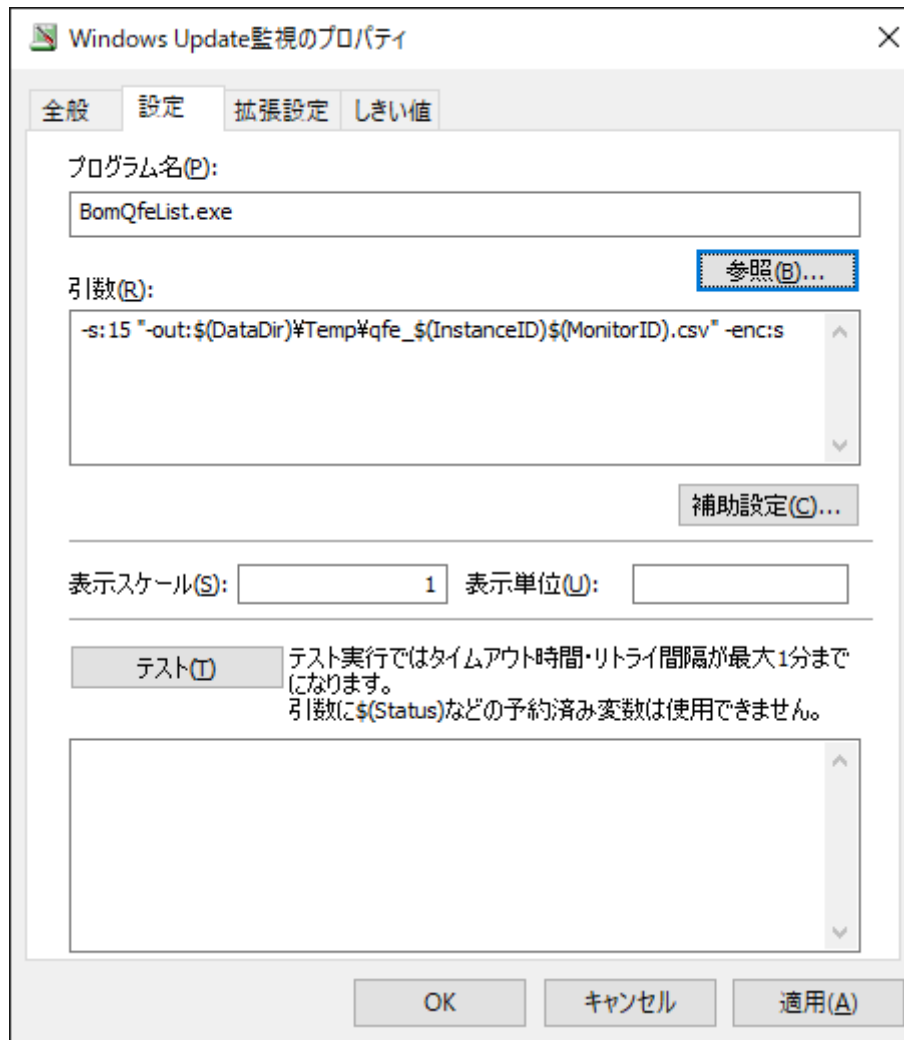 Windows Update監視のプロパティ
全般 設定 拡張設定 しきい値
プログラム名(P):
BomQfeList.exe
参照(B)...
引数(R):
-s:15 "-out:$(DataDir)¥Temp¥qfe_$(InstanceID)$(MonitorID).csv" -enc:s
補助設定(C)...
表示スケール(S): 1 表示単位(U):
テスト(T)
テスト実行ではタイムアウト時間・リトライ間隔が最大1分まで
になります。
引数に$(Status)などの予約済み変数は使用できません。
OK キャンセル 適用(A)